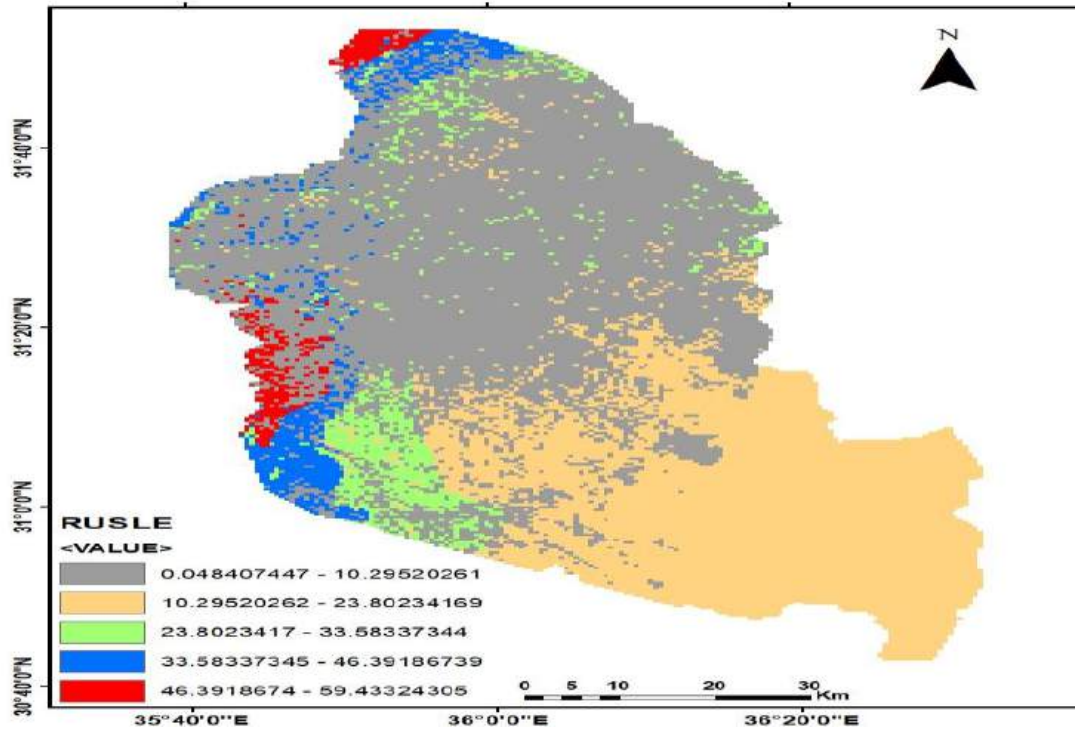 N
31°40'0"N
31°20'0"N
31°0'0"N
30°40'0"N
RUSLE
<VALUE>
0.048407447 - 10.29520261
10.29520262 - 23.80234169
23.8023417 - 33.58337344
33.58337345 - 46.39186739
46.3918674 - 59.43324305
0 5 10 20 30
Km
35°40'0"E 36°0'0"E 36°20'0"E